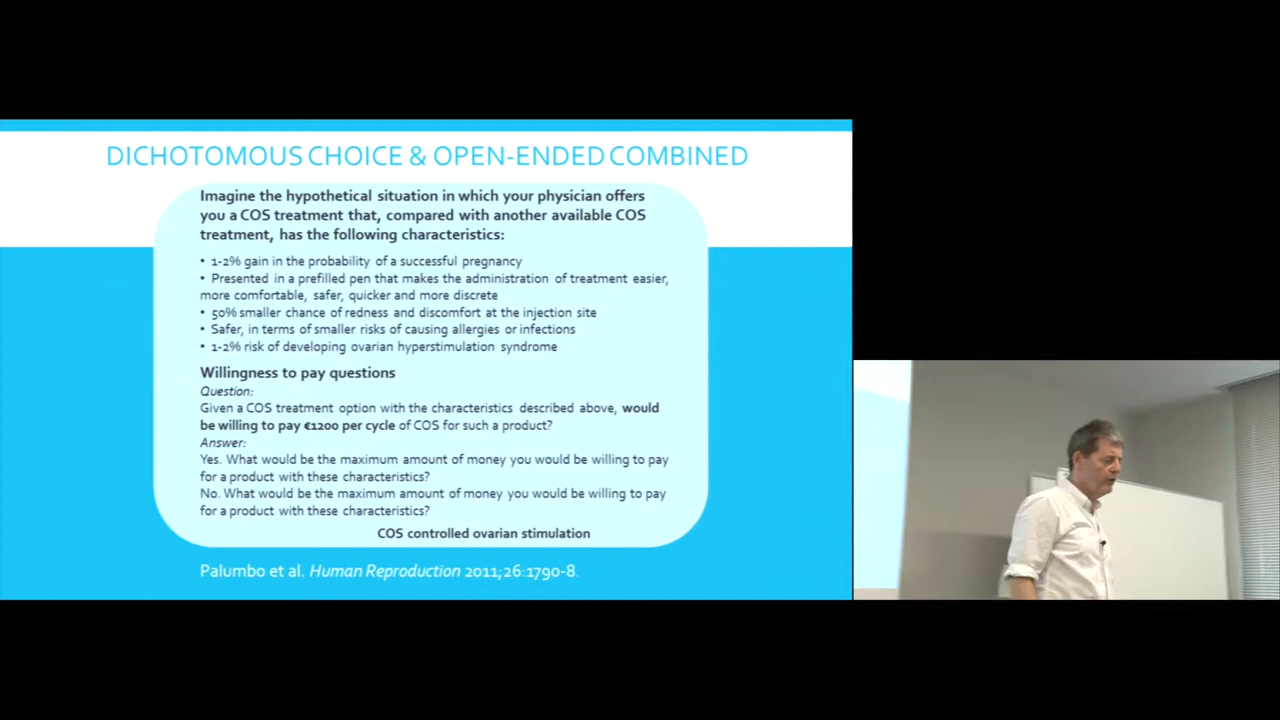 DICHOTOMOUS CHOICE & OPEN-ENDED COMBINED
Imagine the hypothetical situation in which your physician offers
you a COS treatment that, compared with another available COS
treatment, has the following characteristics:
• 1-2% gain in the probability of a successful pregnancy
• Presented in a prefilled pen that makes the administration of treatment easier,
more comfortable, safer, quicker and more discrete
• 50% smaller chance of redness and discomfort at the injection site
• Safer, in terms of smaller risks of causing allergies or infections
• 1-2% risk of developing ovarian hyperstimulation syndrome
Willingness to pay questions
Question:
Given a COS treatment option with the characteristics described above, would
be willing to pay €1200 per cycle of COS for such a product?
Answer:
Yes. What would be the maximum amount of money you would be willing to pay
for a product with these characteristics?
No. What would be the maximum amount of money you would be willing to pay
for a product with these characteristics?
COS controlled ovarian stimulation
Palumbo et al. Human Reproduction 2011;26:1790-8.